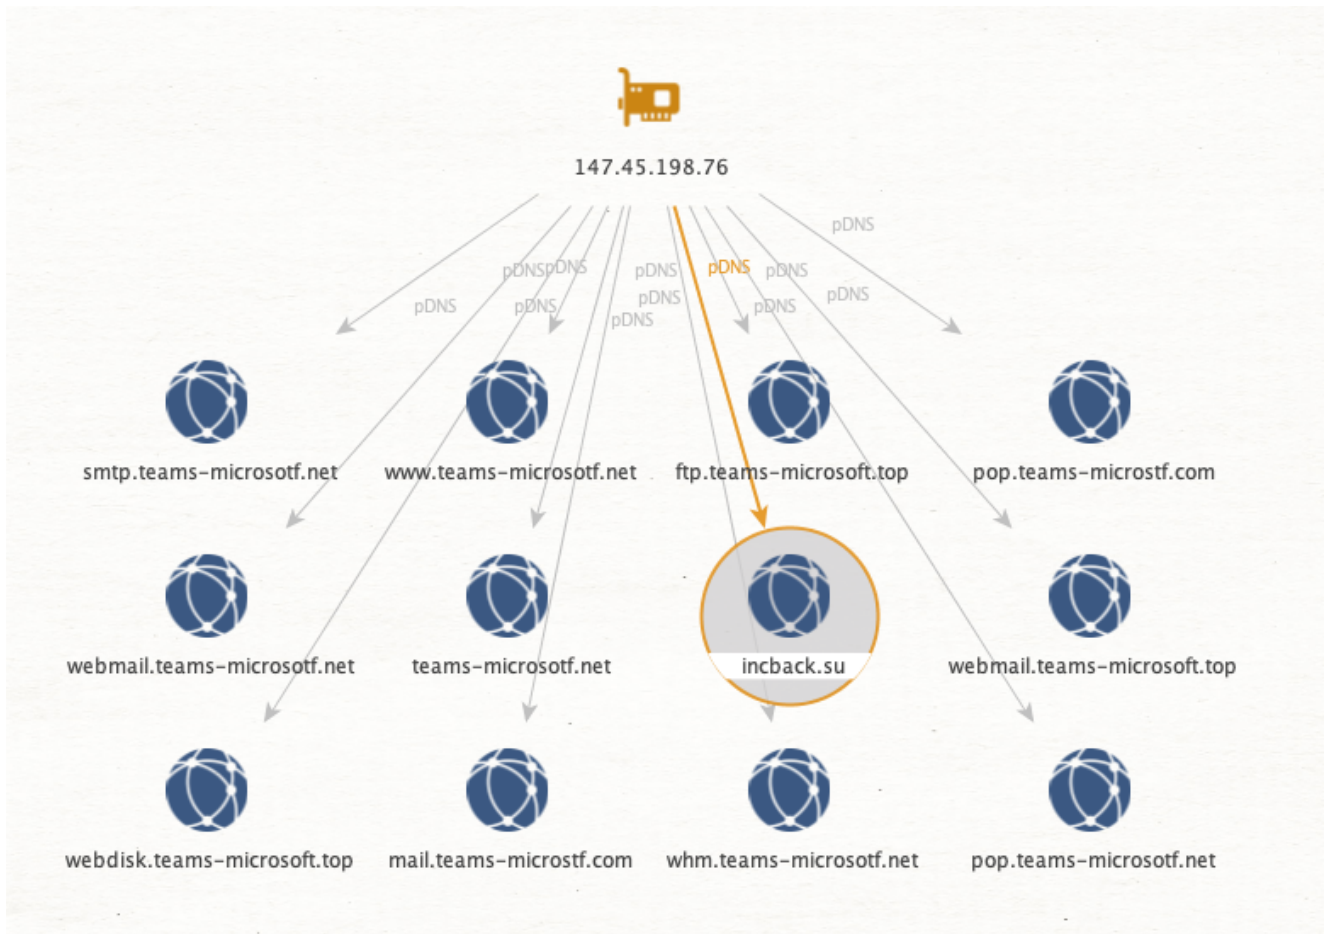 147.45.198.76
pDNS
pDNS
pDNS
pDNS
pDNS
pDNS
pDNS
pDNS
pDNS
pDNS
pDNS
pDNS
smtp.teams-microsotf.net
www.teams-microsotf.net
ftp.teams-microsoft.top
pop.teams-microstf.com
webmail.teams-microsotf.net
teams-microsotf.net
incback.su
webmail.teams-microsoft.top
webdisk.teams-microsoft.top
mail.teams-microstf.com
whm.teams-microsotf.net
pop.teams-microsotf.net